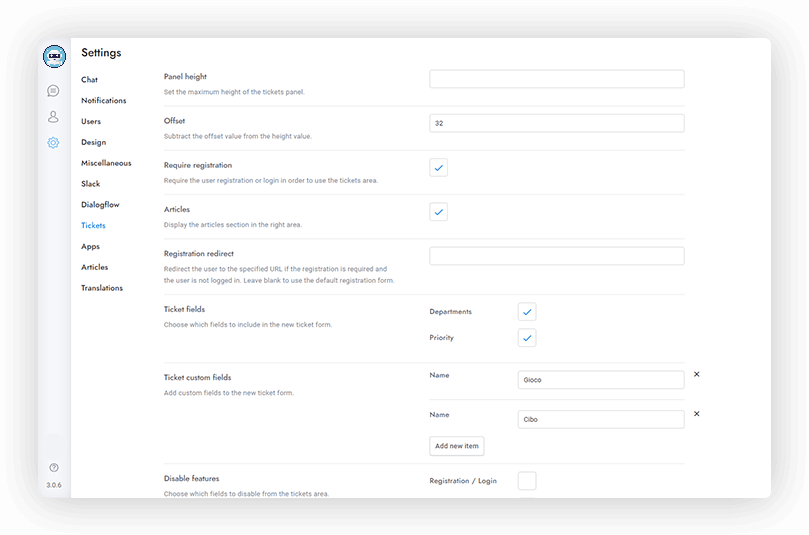 Settings
Chat
Notifications
Users
Design
Miscellaneous
Slack
Dialogflow
Tickets
Apps
Articles
Translations
3.0.6
Panel height
Set the maximum height of the tickets panel.
Offset
Subtract the offset value from the height value.
32
Require registration
Require the user registration or login in order to use the tickets area.
Articles
Display the articles section in the right area.
Registration redirect
Redirect the user to the specified URL if the registration is required and
the user is not logged in. Leave blank to use the default registration form.
Ticket fields
Choose which fields to include in the new ticket form.
Departments
Priority
Ticket custom fields
Add custom fields to the new ticket form.
Name
Gioco
Name
Cibo
Add new item
Disable features
Choose which fields to disable from the tickets area.
Registration / Login